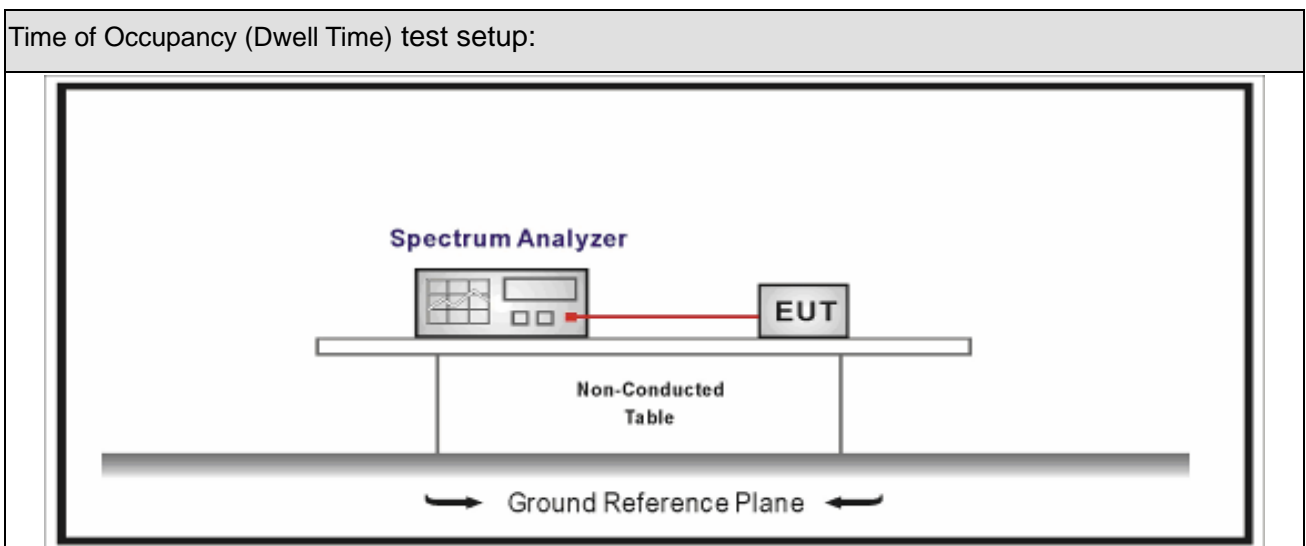 Time of Occupancy (Dwell Time) test setup:
Spectrum Analyzer
EUT
Non-Conducted
Table
Ground Reference Plane